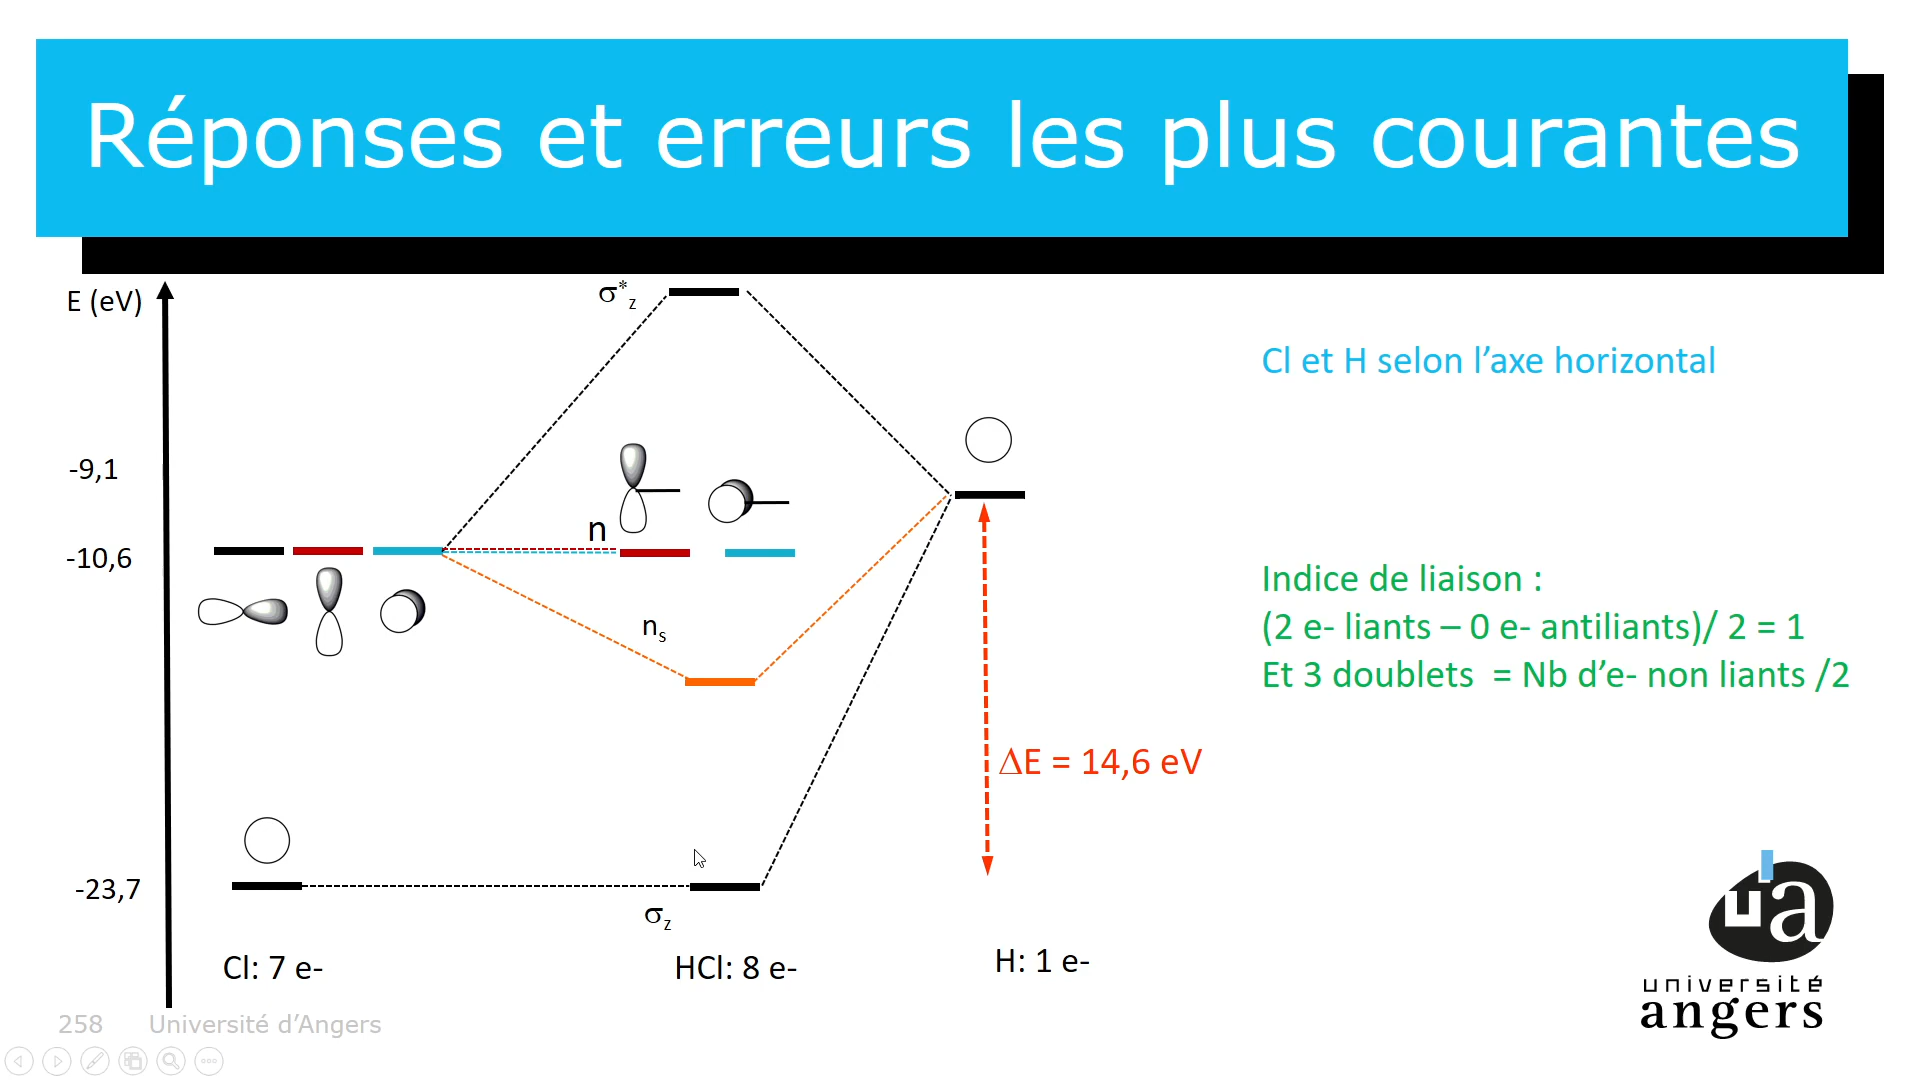 Réponses et erreurs les plus courantes
E (eV)
σ*z
Cl et H selon l’axe horizontal
-9,1
n
-10,6
Indice de liaison :
(2 e- liants – 0 e- antiliants)/ 2 = 1
Et 3 doublets = Nb d’e- non liants /2
ns
ΔE = 14,6 eV
-23,7
σz
Cl: 7 e-
HCl: 8 e-
H: 1 e-
ua
université
angers
258 Université d’Angers